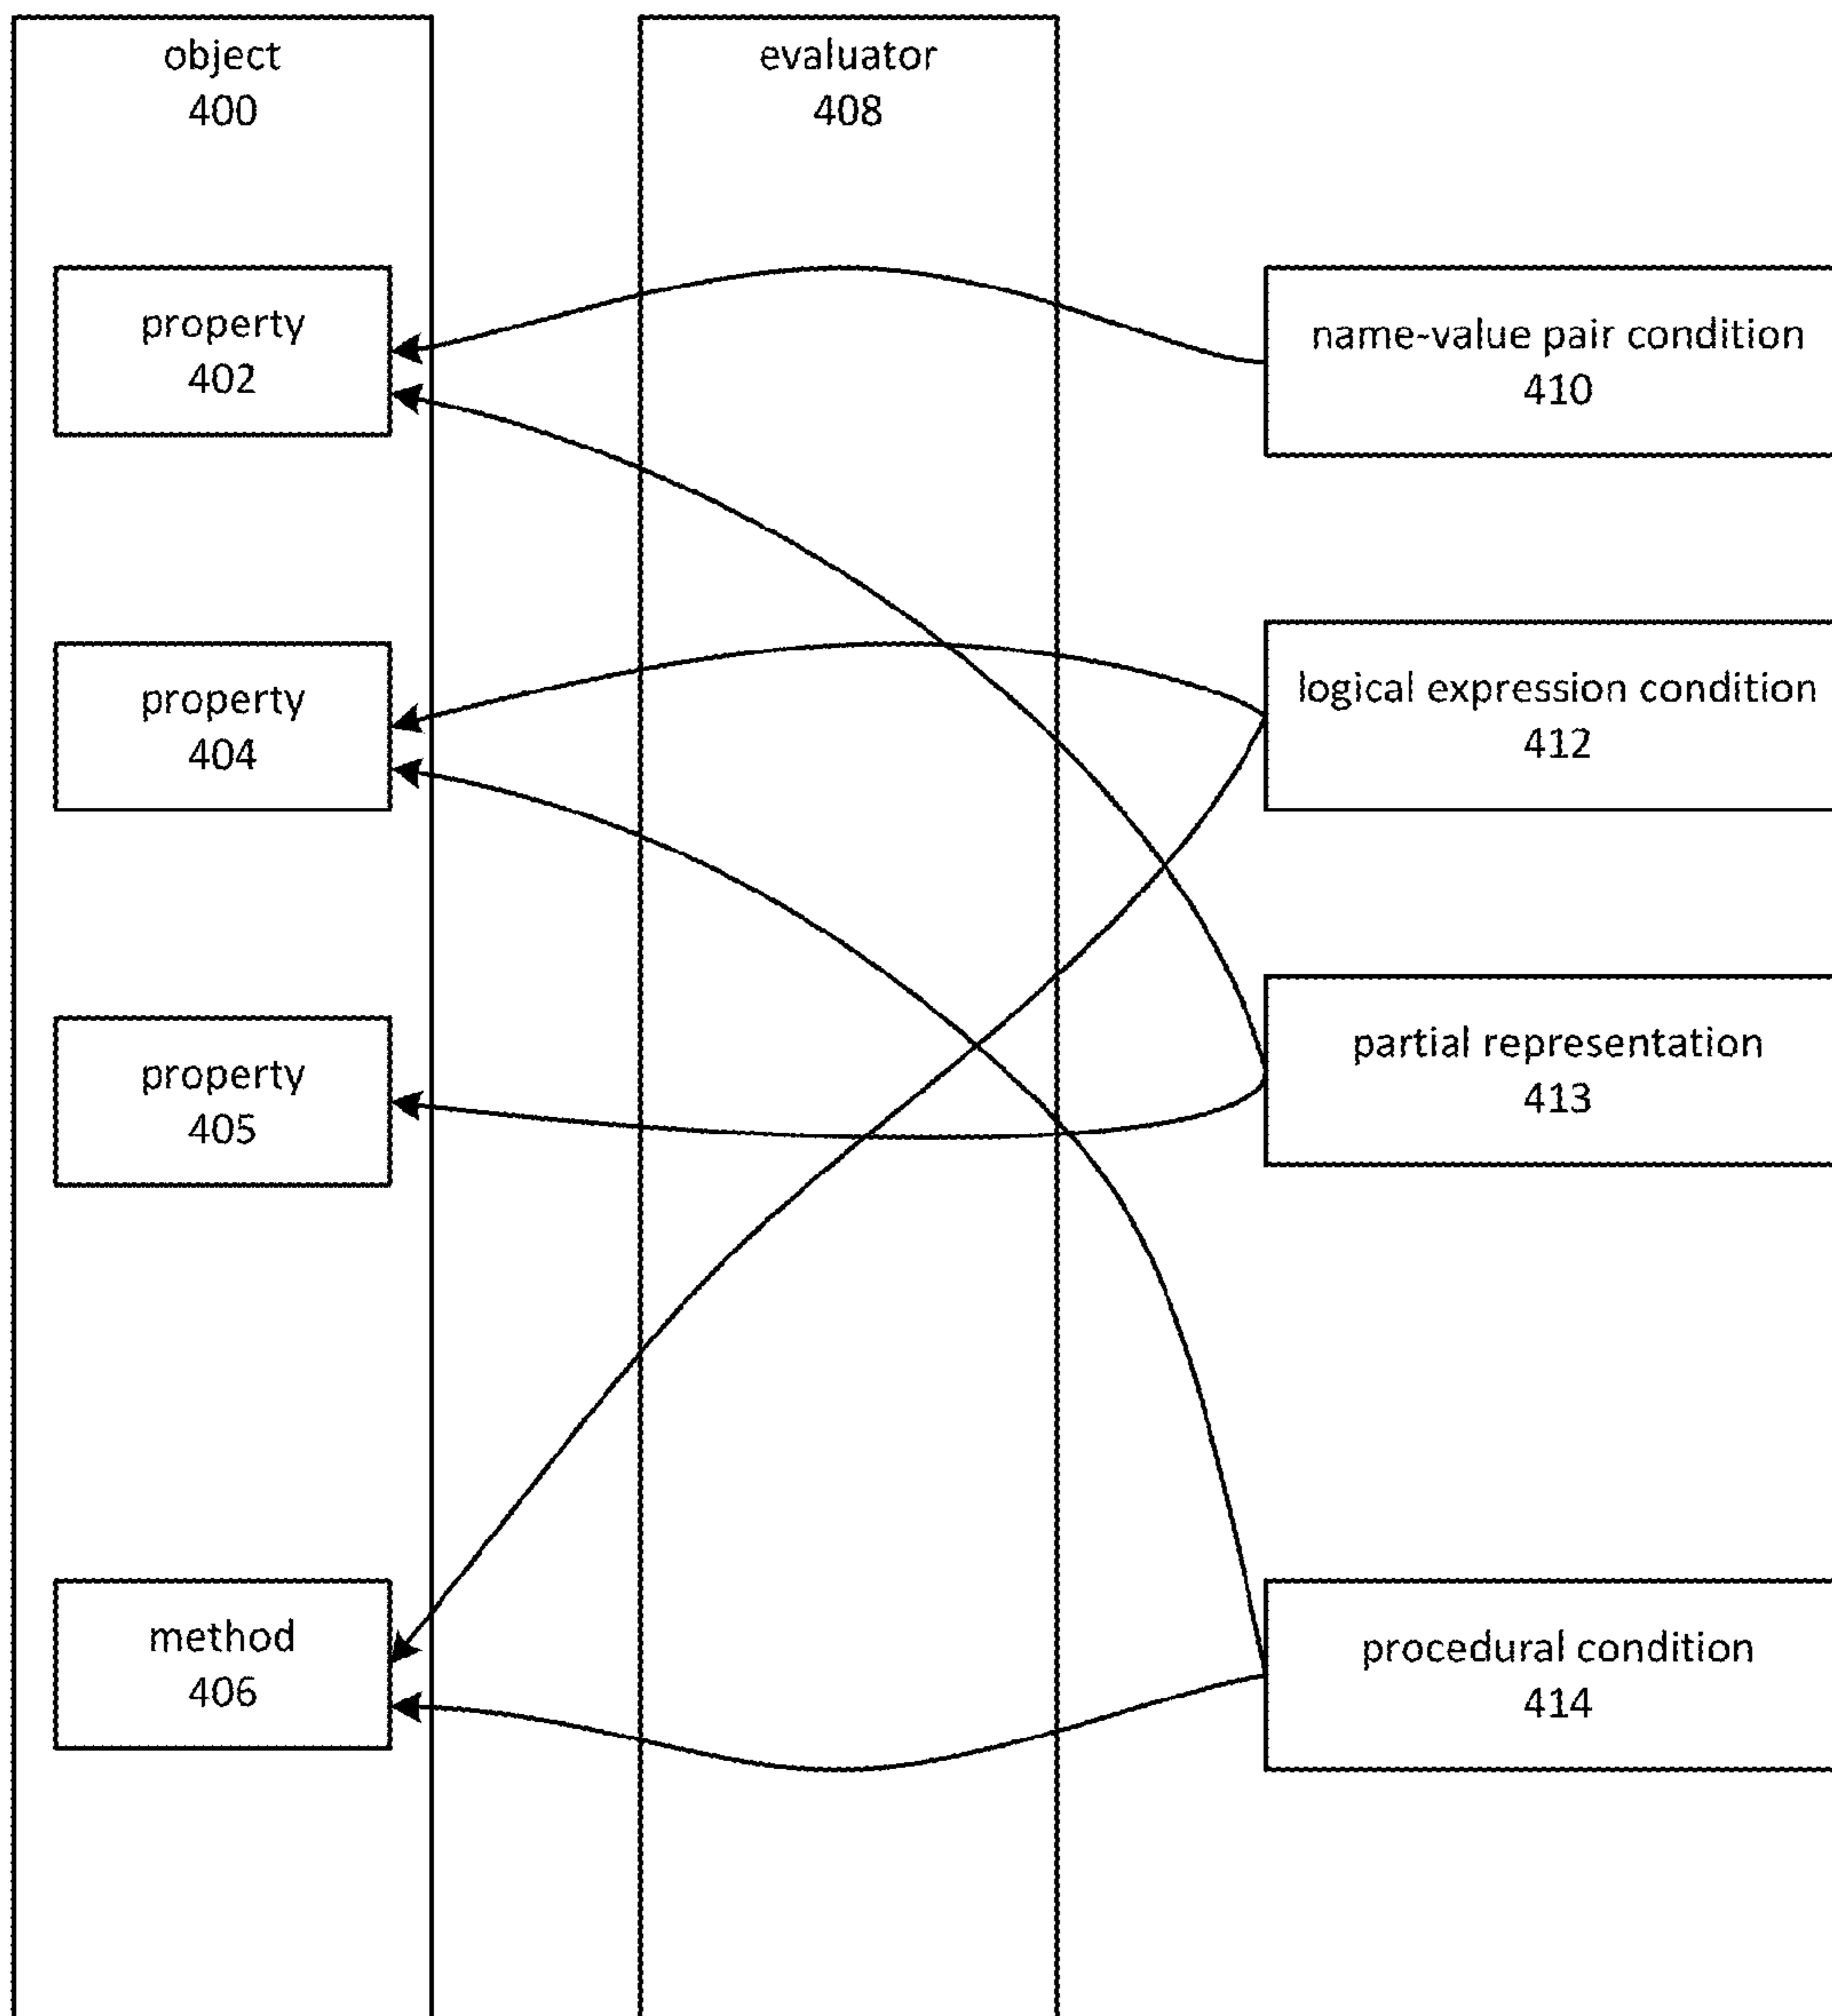 object
400
evaluator
408
property
402
name-value pair condition
410
property
404
logical expression condition
412
property
405
partial representation
413
method
406
procedural condition
414